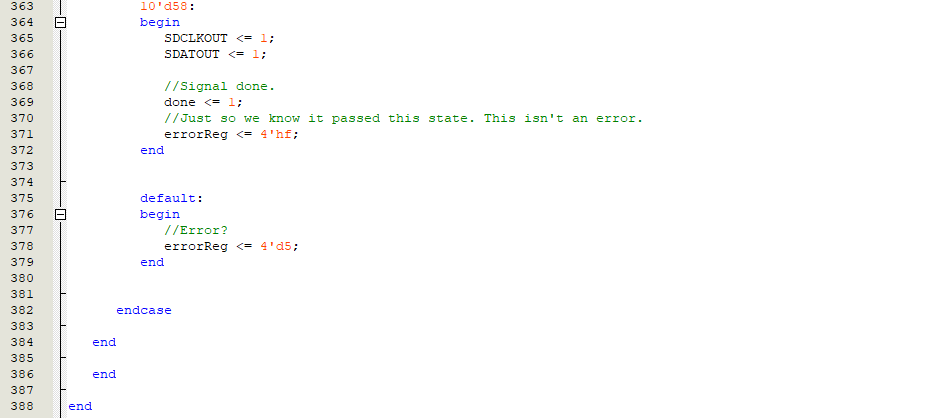 363 10'd58:
364 begin
365 SDCLKOUT <= 1;
366 SDATOUT <= 1;
367
368 //Signal done.
369 done <= 1;
370 //Just so we know it passed this state. This isn't an error.
371 errorReg <= 4'hf;
372 end
373
374
375 default:
376 begin
377 //Error?
378 errorReg <= 4'd5;
379 end
380
381
382 endcase
383
384 end
385
386 end
387
388 end